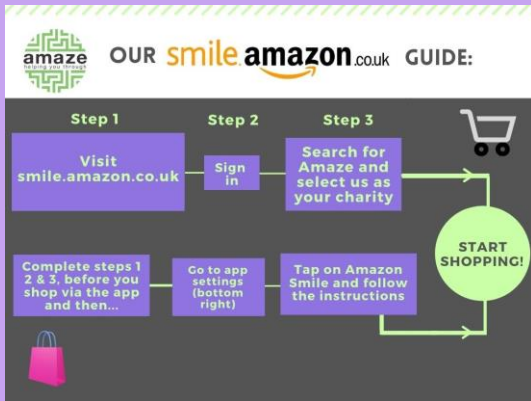 amaze
helping you through
OUR smile.amazon.co.uk GUIDE:
Step 1
Step 2
Step 3
Visit
smile.amazon.co.uk
Sign
in
Search for
Amaze and
select us as
your charity
START
SHOPPING!
Complete steps 1
2 & 3, before you
shop via the app
and then...
Go to app
settings
(bottom
right)
Tap on Amazon
Smile and follow
the instructions